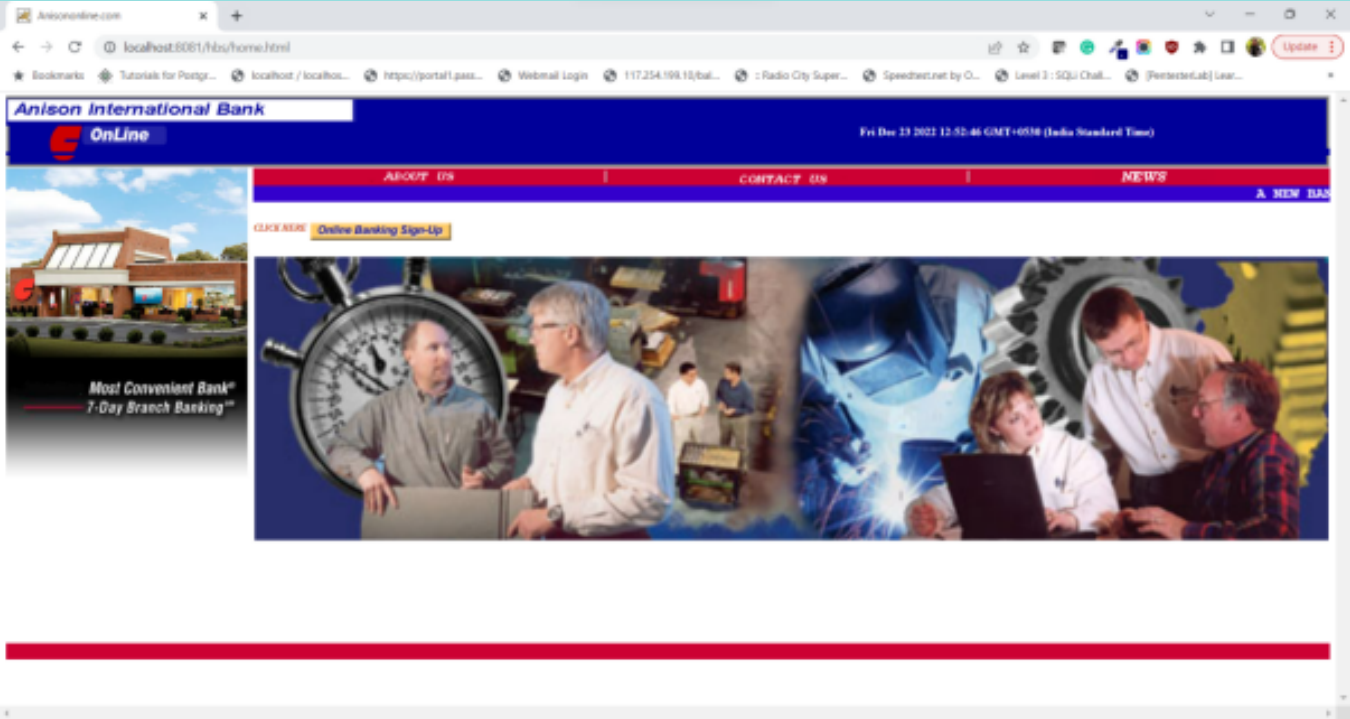 Anisononline.com
localhost:8081/hbs/home.html
Update
Bookmarks
Tutorials for Postgr...
localhost / localhos...
https://portal1.pass...
Webmail Login
117.254.199.10/bal...
: Radio City Super...
Speedtest.net by O...
Level 3 : SQLi Chall...
[PentesterLab] Lear...
Anison International Bank
OnLine
Fri Dec 23 2022 12:52:46 GMT+0530 (India Standard Time)
ABOUT US | CONTACT US | NEWS
A NEW BAN
CLICK HERE Online Banking Sign-Up
Most Convenient Bank®
7-Day Branch Banking℠